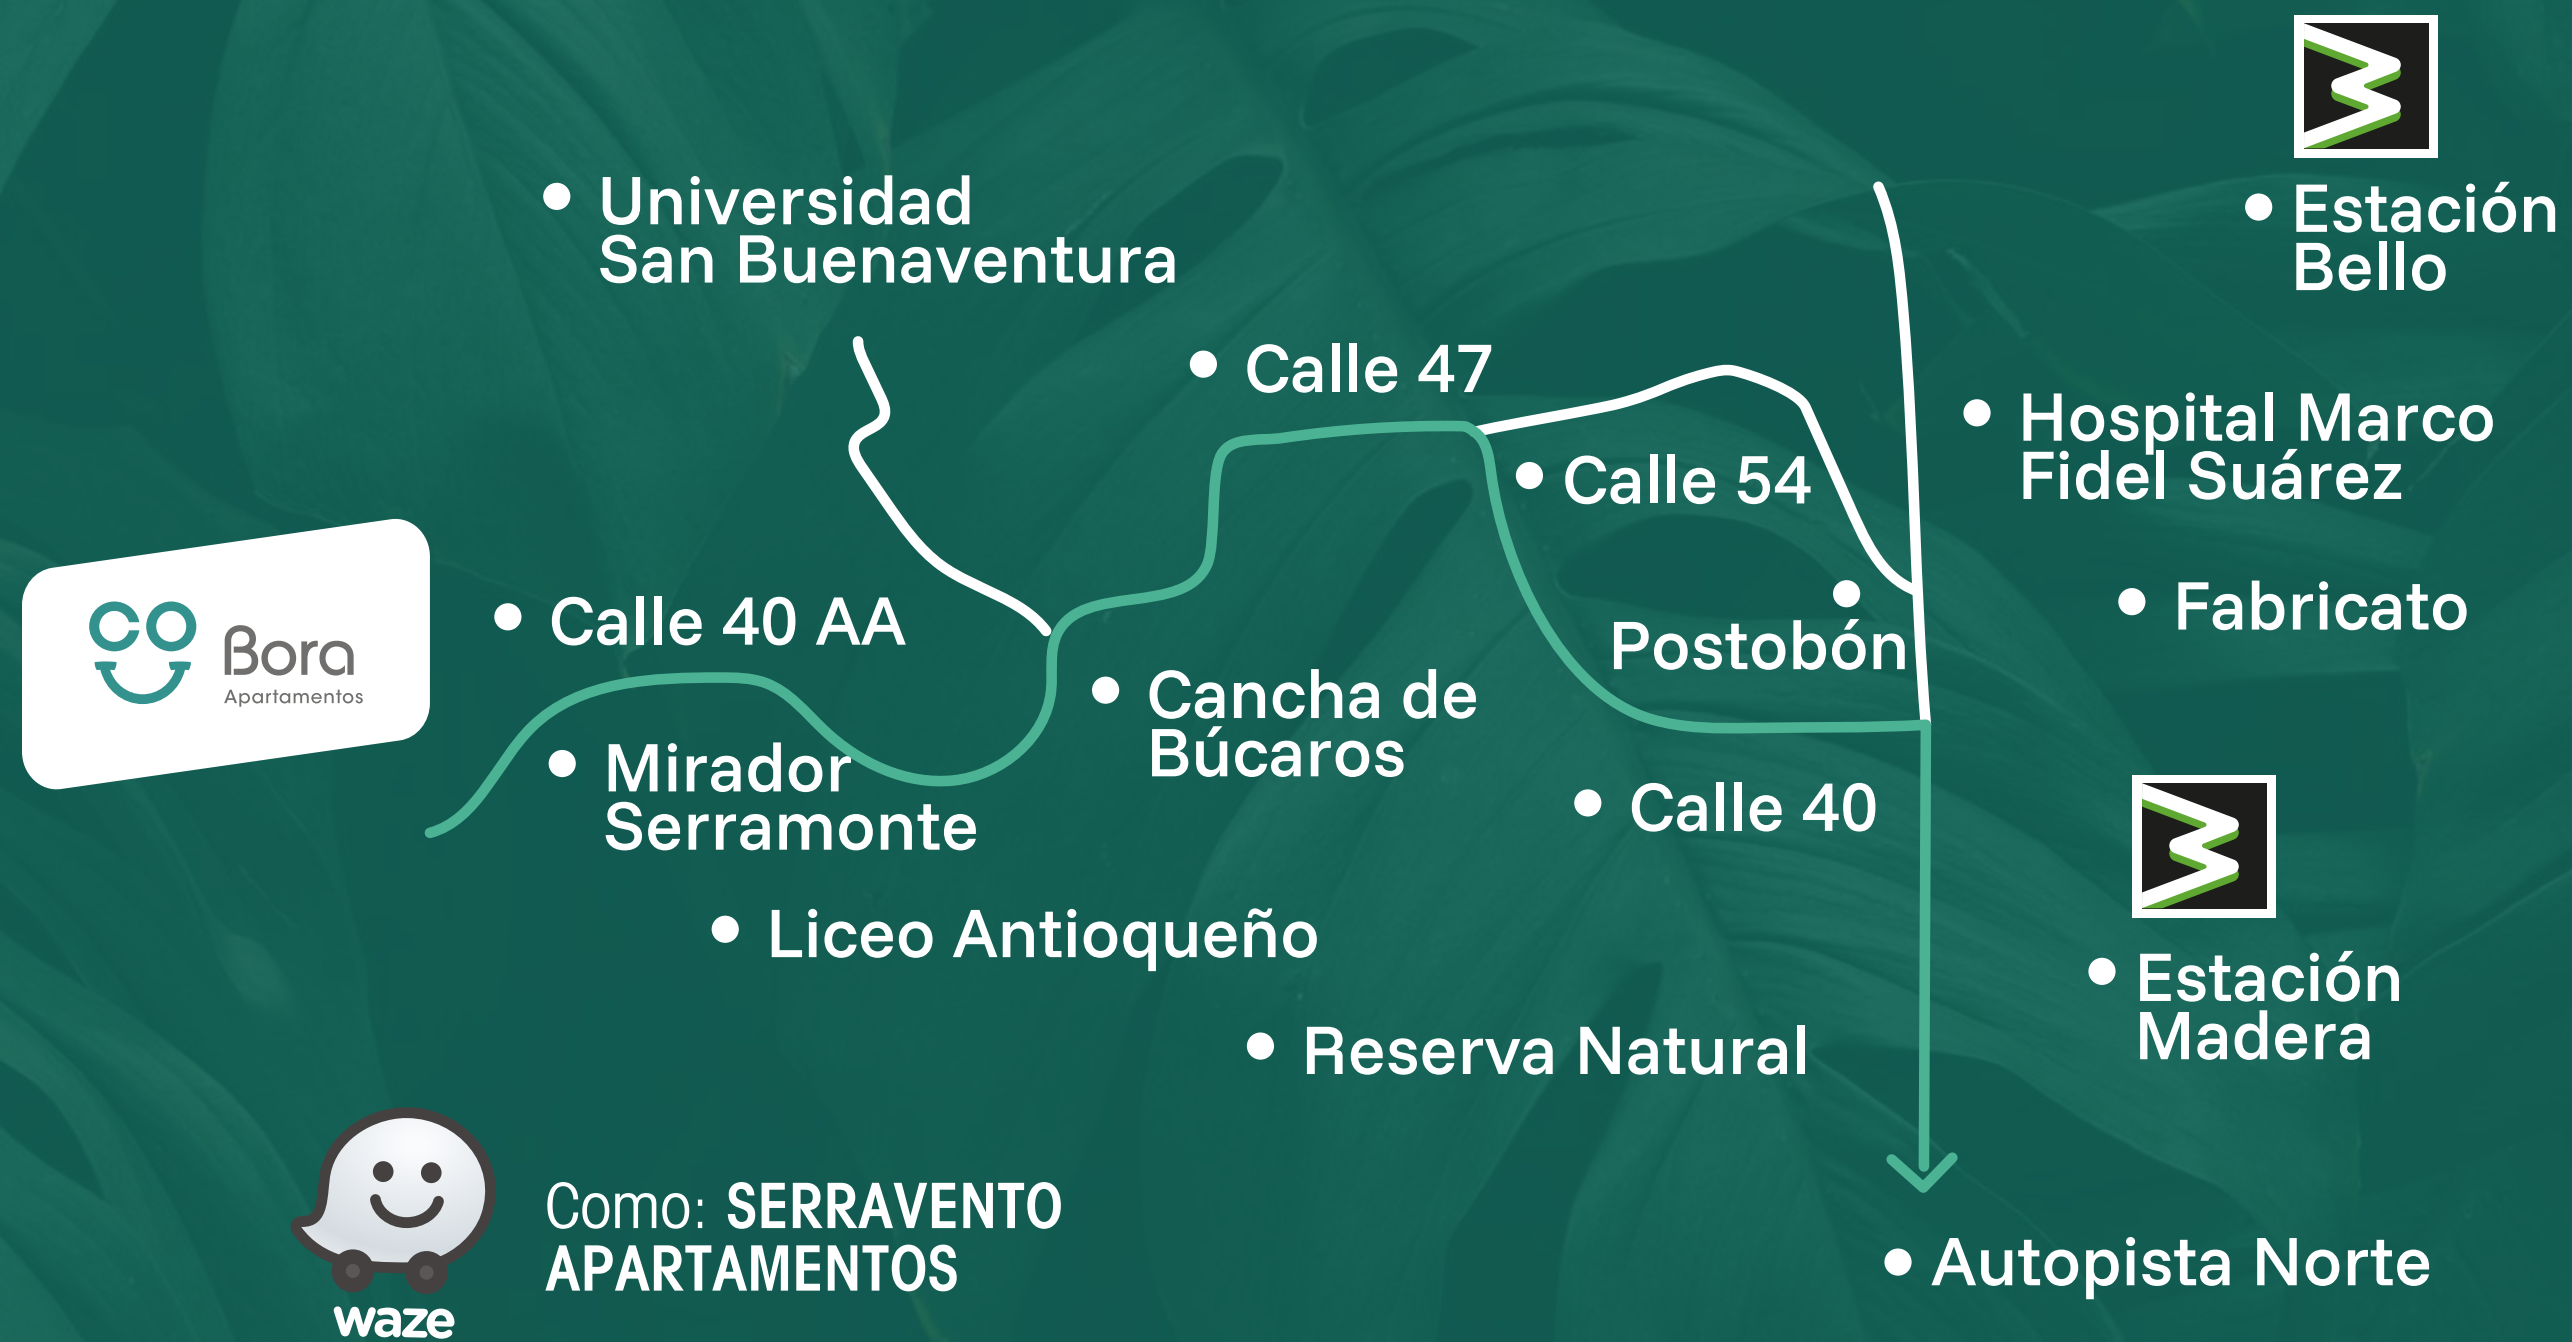 Estación
Bello
Universidad
San Buenaventura
Calle 47
Hospital Marco
Fidel Suárez
Calle 54
Fabricato
Bora
Apartamentos
Calle 40 AA
Postobón
Cancha de
Búcaros
Mirador
Serramonte
Calle 40
Liceo Antioqueño
Estación
Madera
Reserva Natural
Como: SERRAVENTO
APARTAMENTOS
Autopista Norte
waze